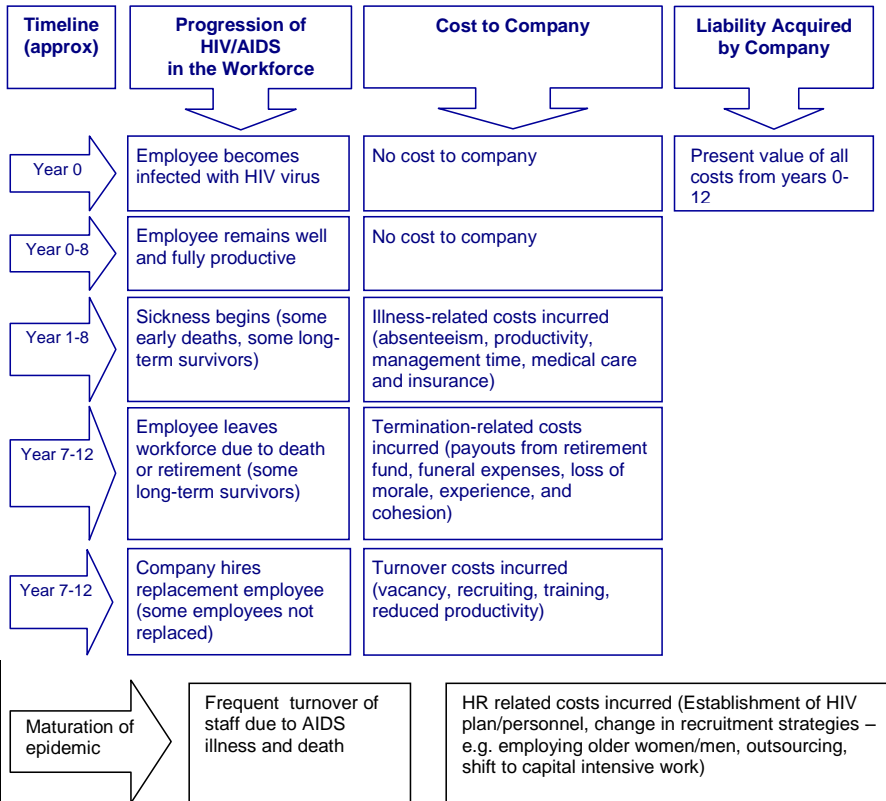 Timeline
(approx)
Progression of
HIV/AIDS
in the Workforce
Cost to Company
Liability Acquired
by Company
Year 0
Employee becomes
infected with HIV virus
No cost to company
Present value of all
costs from years 0-
12
Year 0-8
Employee remains well
and fully productive
No cost to company
Year 1-8
Sickness begins (some
early deaths, some long-
term survivors)
Illness-related costs incurred
(absenteeism, productivity,
management time, medical care
and insurance)
Year 7-12
Employee leaves
workforce due to death
or retirement (some
long-term survivors)
Termination-related costs
incurred (payouts from retirement
fund, funeral expenses, loss of
morale, experience, and
cohesion)
Year 7-12
Company hires
replacement employee
(some employees not
replaced)
Turnover costs incurred
(vacancy, recruiting, training,
reduced productivity)
Maturation of
epidemic
Frequent turnover of
staff due to AIDS
illness and death
HR related costs incurred (Establishment of HIV
plan/personnel, change in recruitment strategies –
e.g. employing older women/men, outsourcing,
shift to capital intensive work)